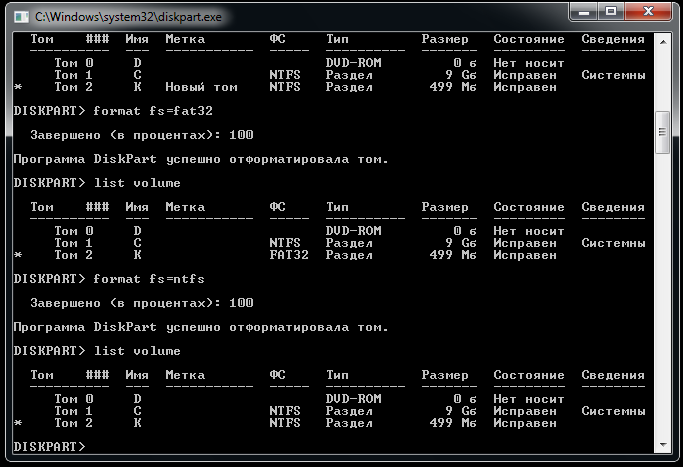 C:\Windows\system32\diskpart.exe
Том ### Имя Метка ФС Тип Размер Состояние Сведения
Том 0 D DVD-ROM 0 б Нет носит
Том 1 C NTFS Раздел 9 Gб Исправен Системны
* Том 2 K Новый том NTFS Раздел 499 Мб Исправен
DISKPART> format fs=fat32
Завершено (в процентах): 100
Программа DiskPart успешно отформатировала том.
DISKPART> list volume
Том ### Имя Метка ФС Тип Размер Состояние Сведения
Том 0 D DVD-ROM 0 б Нет носит
Том 1 C NTFS Раздел 9 Gб Исправен Системны
* Том 2 K FAT32 Раздел 499 Мб Исправен
DISKPART> format fs=ntfs
Завершено (в процентах): 100
Программа DiskPart успешно отформатировала том.
DISKPART> list volume
Том ### Имя Метка ФС Тип Размер Состояние Сведения
Том 0 D DVD-ROM 0 б Нет носит
Том 1 C NTFS Раздел 9 Gб Исправен Системны
* Том 2 K NTFS Раздел 499 Мб Исправен
DISKPART>